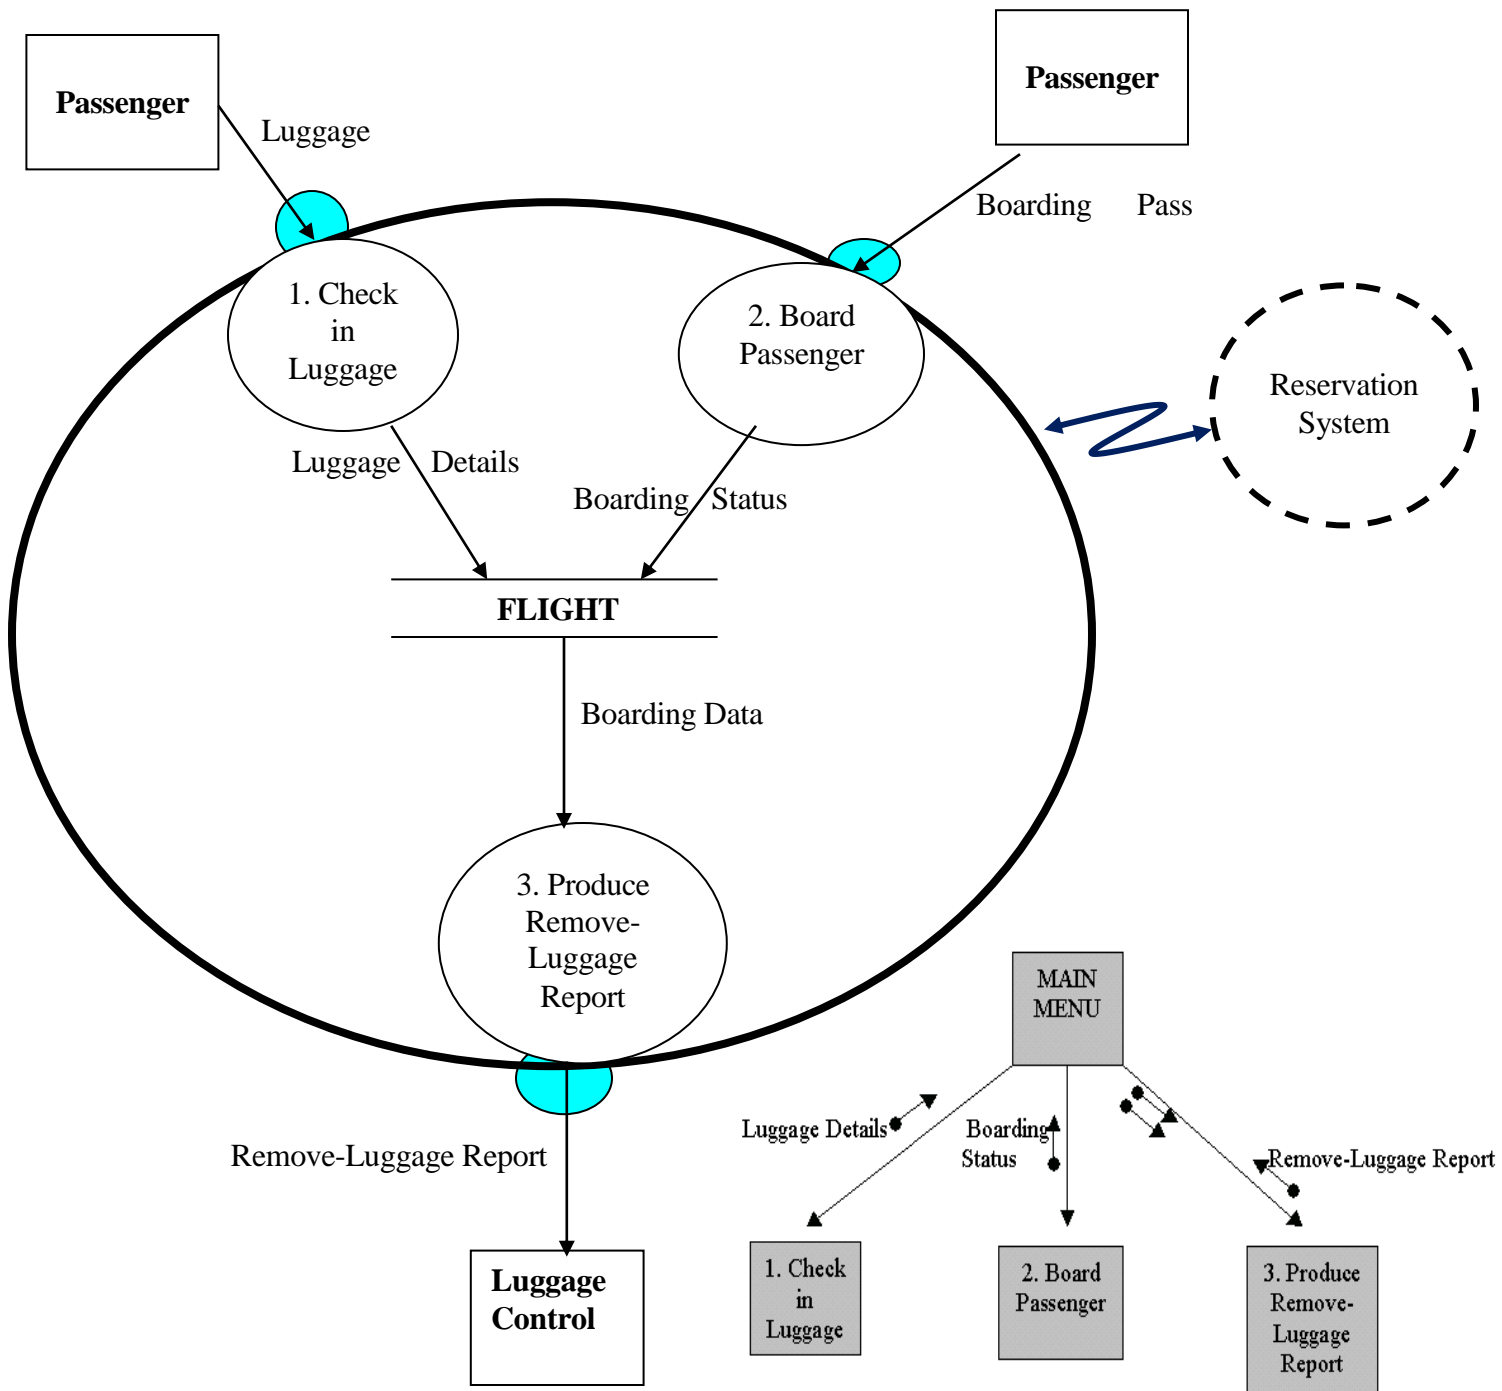 Passenger
Passenger
Luggage
Boarding Pass
1. Check
in
Luggage
2. Board
Passenger
Reservation
System
Luggage Details
Boarding Status
FLIGHT
Boarding Data
3. Produce
Remove-
Luggage
Report
Remove-Luggage Report
Luggage
Control
MAIN
MENU
Luggage Details
Boarding
Status
Remove-Luggage Report
1. Check
in
Luggage
2. Board
Passenger
3. Produce
Remove-
Luggage
Report